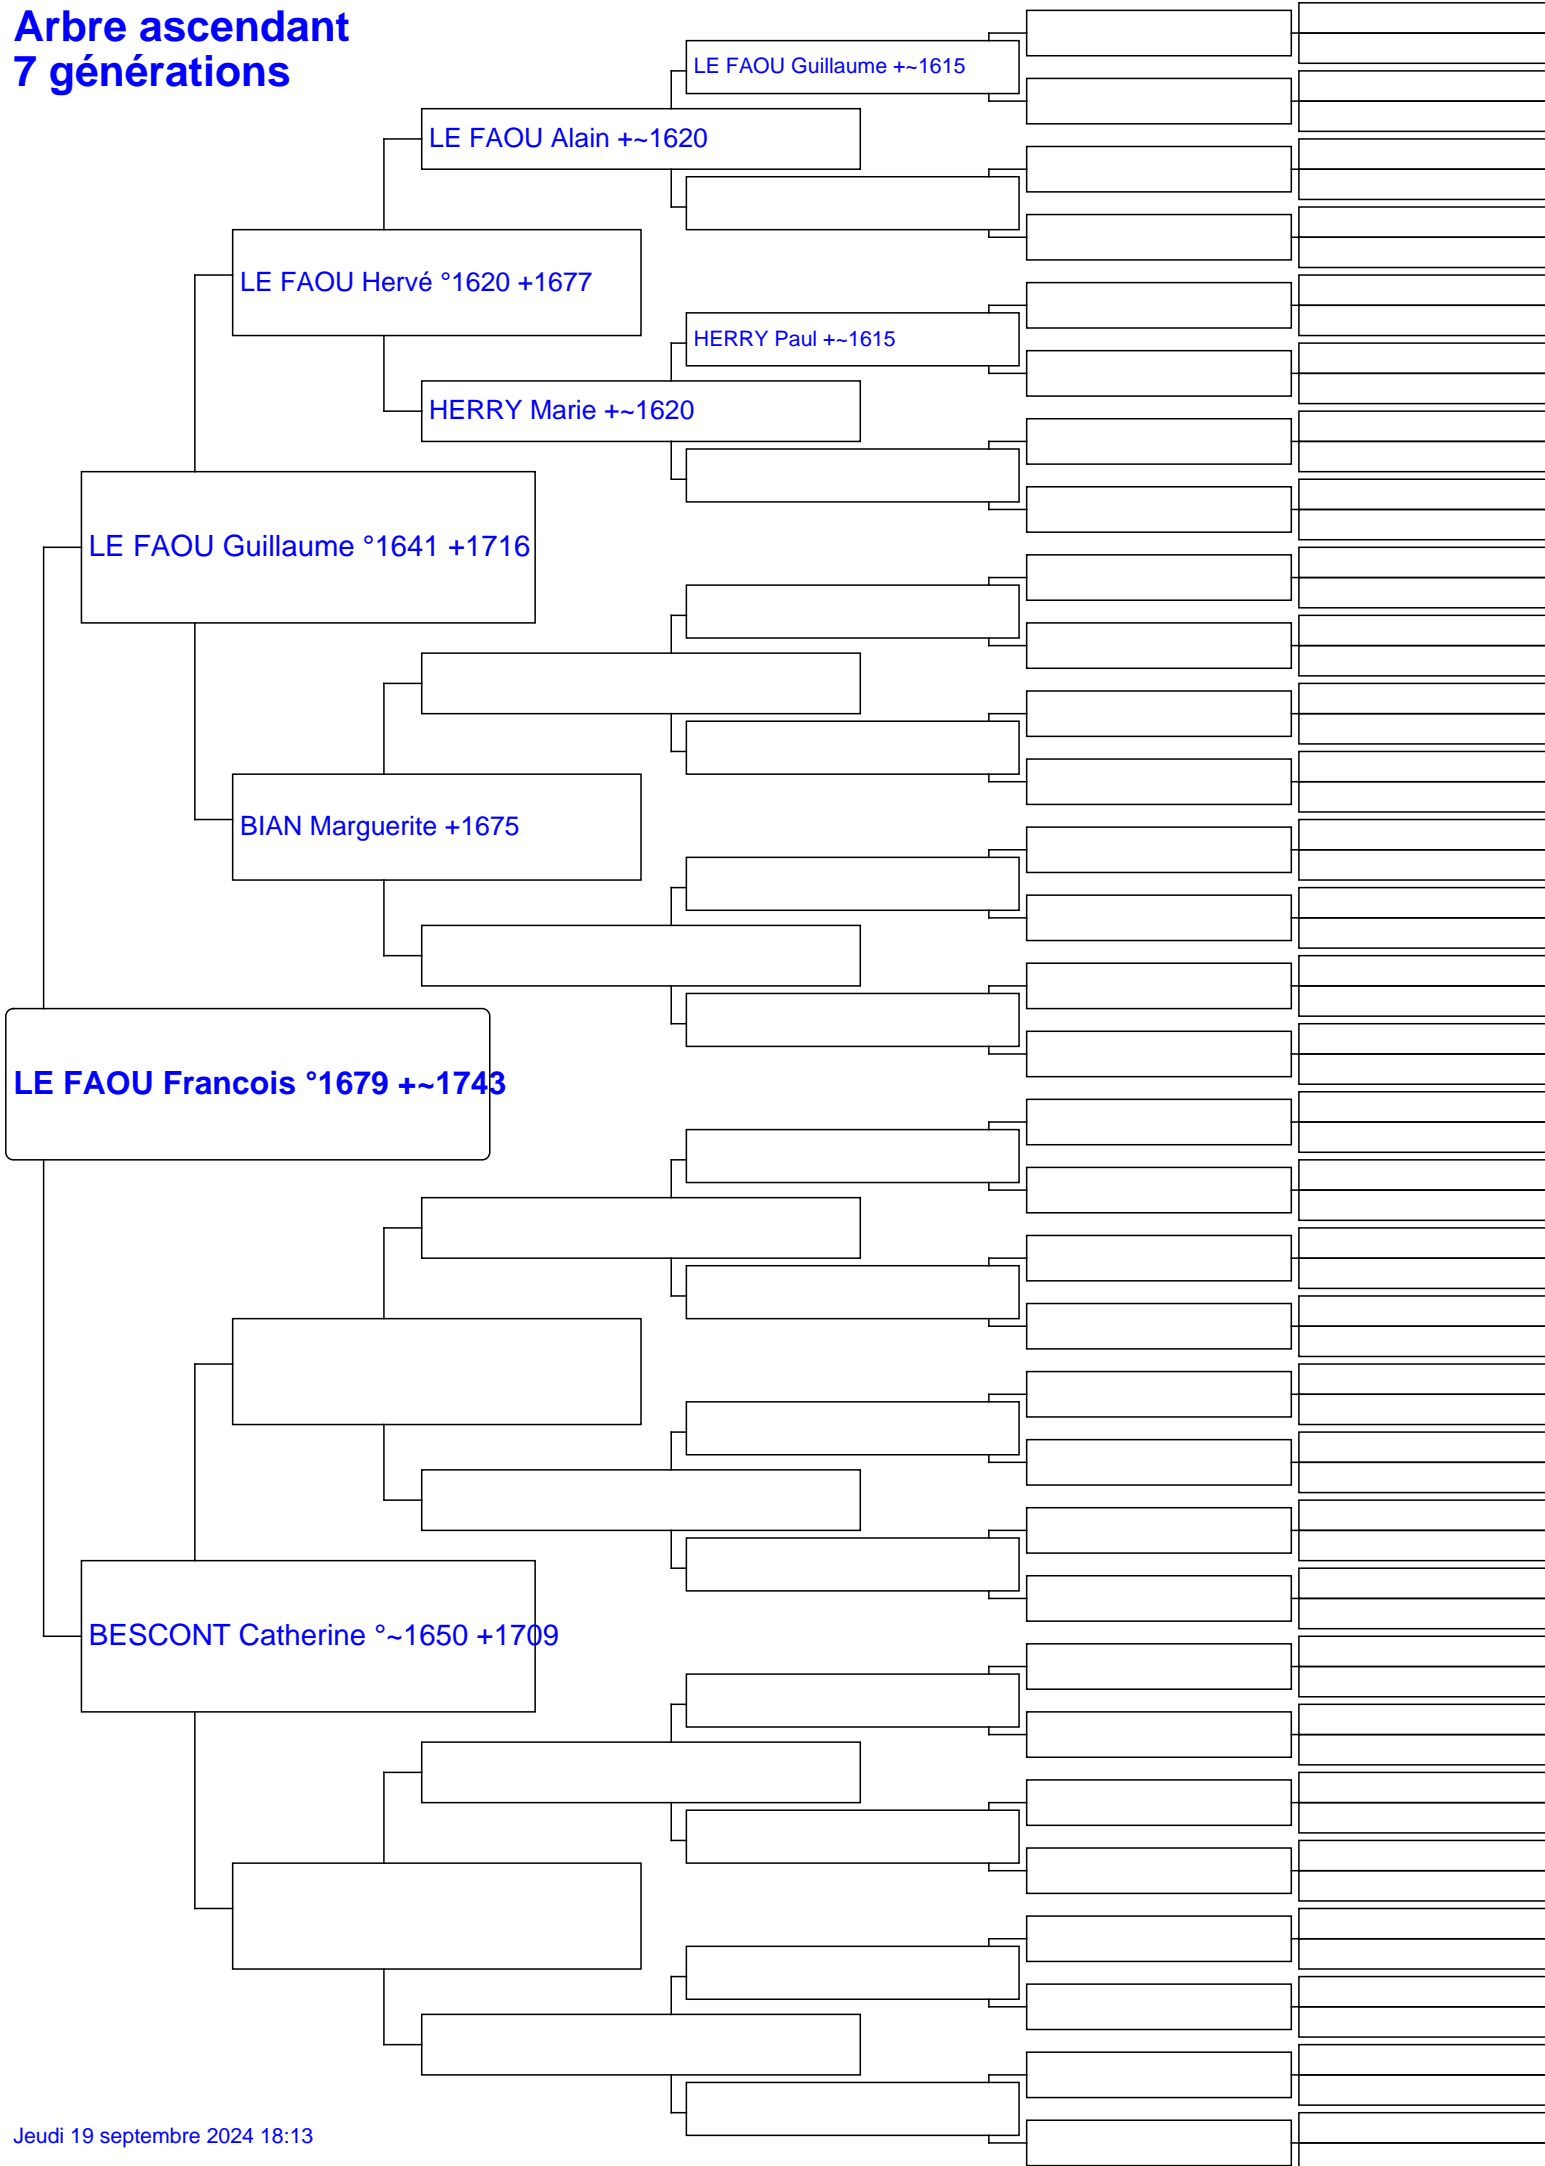 Arbre ascendant
7 générations
LE FAOU Guillaume +~1615
LE FAOU Alain +~1620
LE FAOU Hervé °1620 +1677
HERRY Paul +~1615
HERRY Marie +~1620
LE FAOU Guillaume °1641 +1716
BIAN Marguerite +1675
LE FAOU Francois °1679 +~1743
BESCONT Catherine °~1650 +1709
Jeudi 19 septembre 2024 18:13